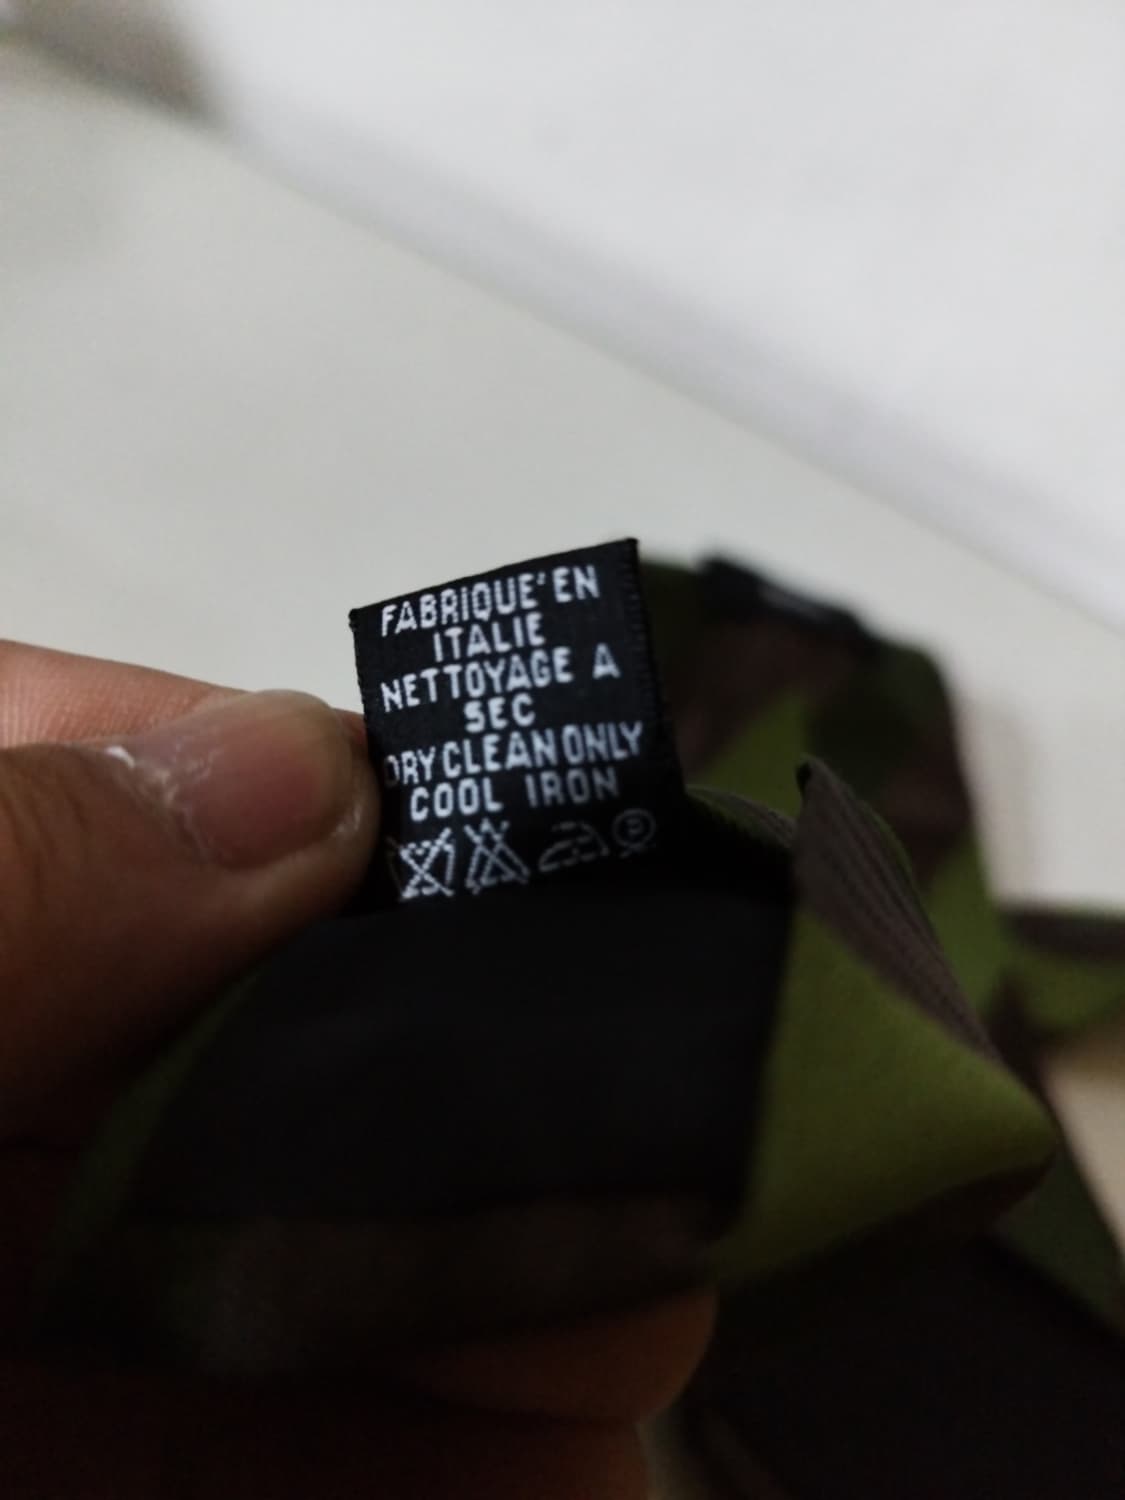 FABRIQUE'EN
ITALIE
NETTOYAGE A
SEC
DRY CLEAN ONLY
COOL IRON
P